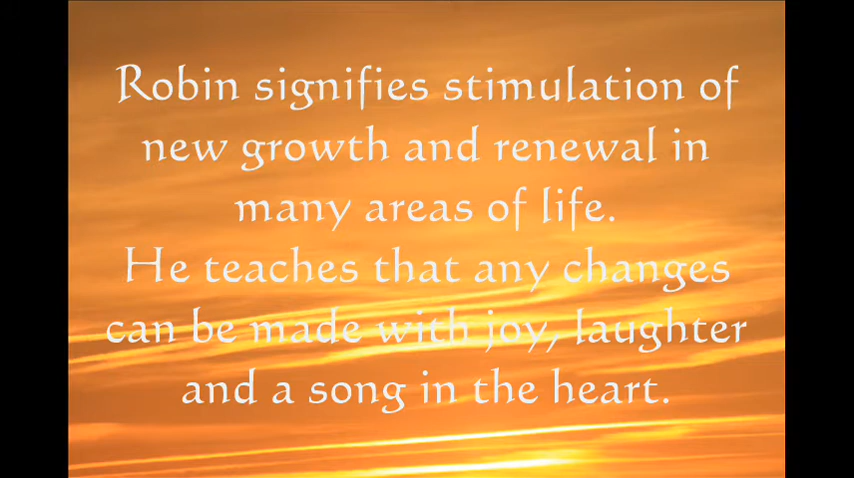 Robin signifies stimulation of
new growth and renewal in
many areas of life.
He teaches that any changes
can be made with joy, laughter
and a song in the heart.